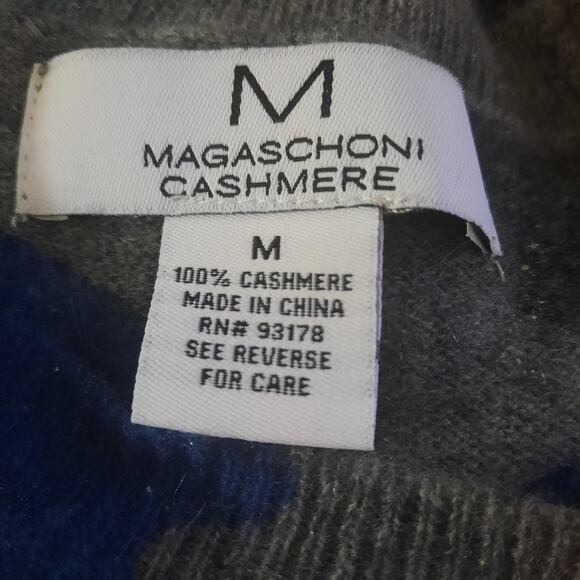 M
MAGASCHONI
CASHMERE
M
100% CASHMERE
MADE IN CHINA
RN# 93178
SEE REVERSE
FOR CARE